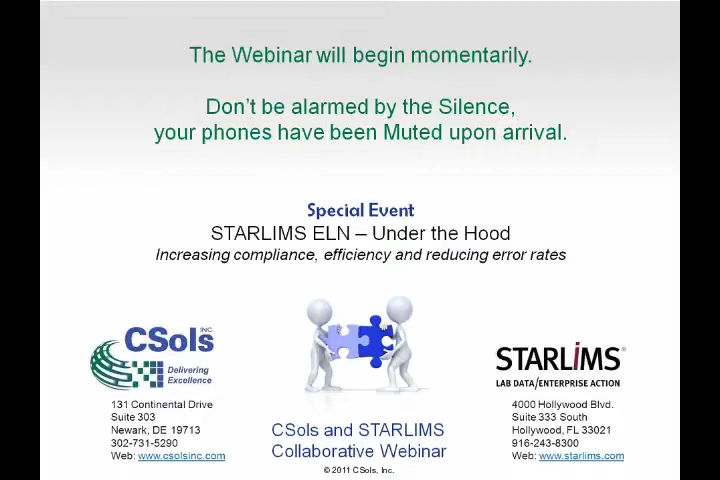 The Webinar will begin momentarily.
Don't be alarmed by the Silence,
your phones have been Muted upon arrival.
Special Event
STARLIMS ELN – Under the Hood
Increasing compliance, efficiency and reducing error rates
CSols INC.
Delivering
Excellence
131 Continental Drive
Suite 303
Newark, DE 19713
302-731-5290
Web: www.csolsinc.com
CSols and STARLIMS
Collaborative Webinar
© 2011 CSols, Inc.
STARLiMS®
LAB DATA/ENTERPRISE ACTION
4000 Hollywood Blvd.
Suite 333 South
Hollywood, FL 33021
916-243-8300
Web: www.starlims.com